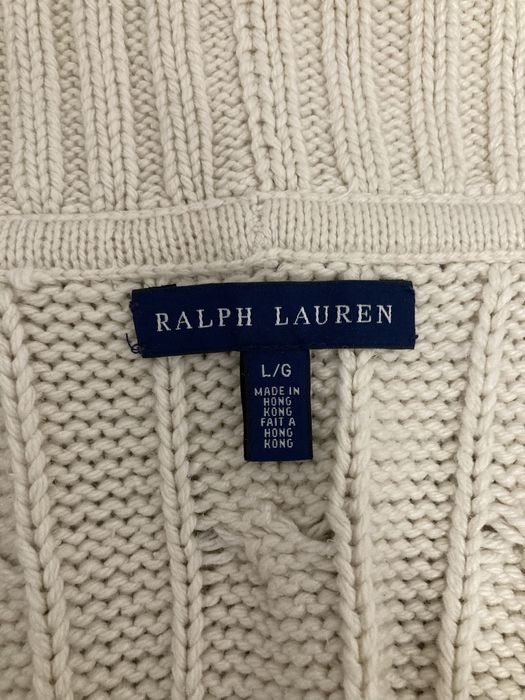 RALPH LAUREN
L/G
MADE IN
HONG
KONG
FAIT A
HONG
KONG